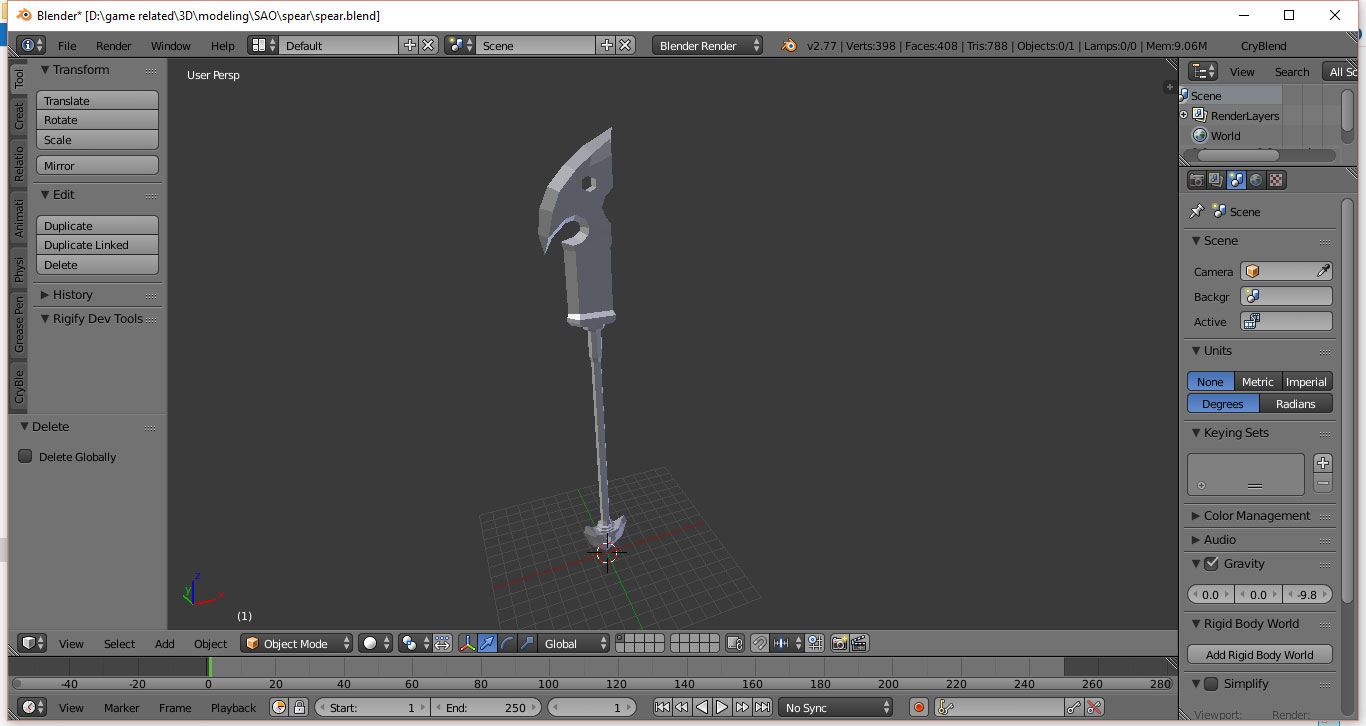 Blender* [D:\game related\3D\modeling\SAO\spear\spear.blend]
File Render Window Help Default Scene Blender Render v2.77 | Verts:398 | Faces:408 | Tris:788 | Objects:0/1 | Lamps:0/0 | Mem:9.06M CryBlend
Tool
Creat
Relatio
Animati
Physi
Grease Pen
CryBle
Transform
Translate
Rotate
Scale
Mirror
Edit
Duplicate
Duplicate Linked
Delete
History
Rigify Dev Tools
Delete
Delete Globally
User Persp
z
y
x
(1)
View Search All Sc
Scene
RenderLayers
World
Scene
Scene
Camera
Backgr
Active
Units
None Metric Imperial
Degrees Radians
Keying Sets
Color Management
Audio
Gravity
0.0 0.0 -9.8
Rigid Body World
Add Rigid Body World
Simplify
Viewport: Render:
View Select Add Object Object Mode Global
-40 -20 0 20 40 60 80 100 120 140 160 180 200 220 240 260 280
View Marker Frame Playback Start: 1 End: 250 1 No Sync